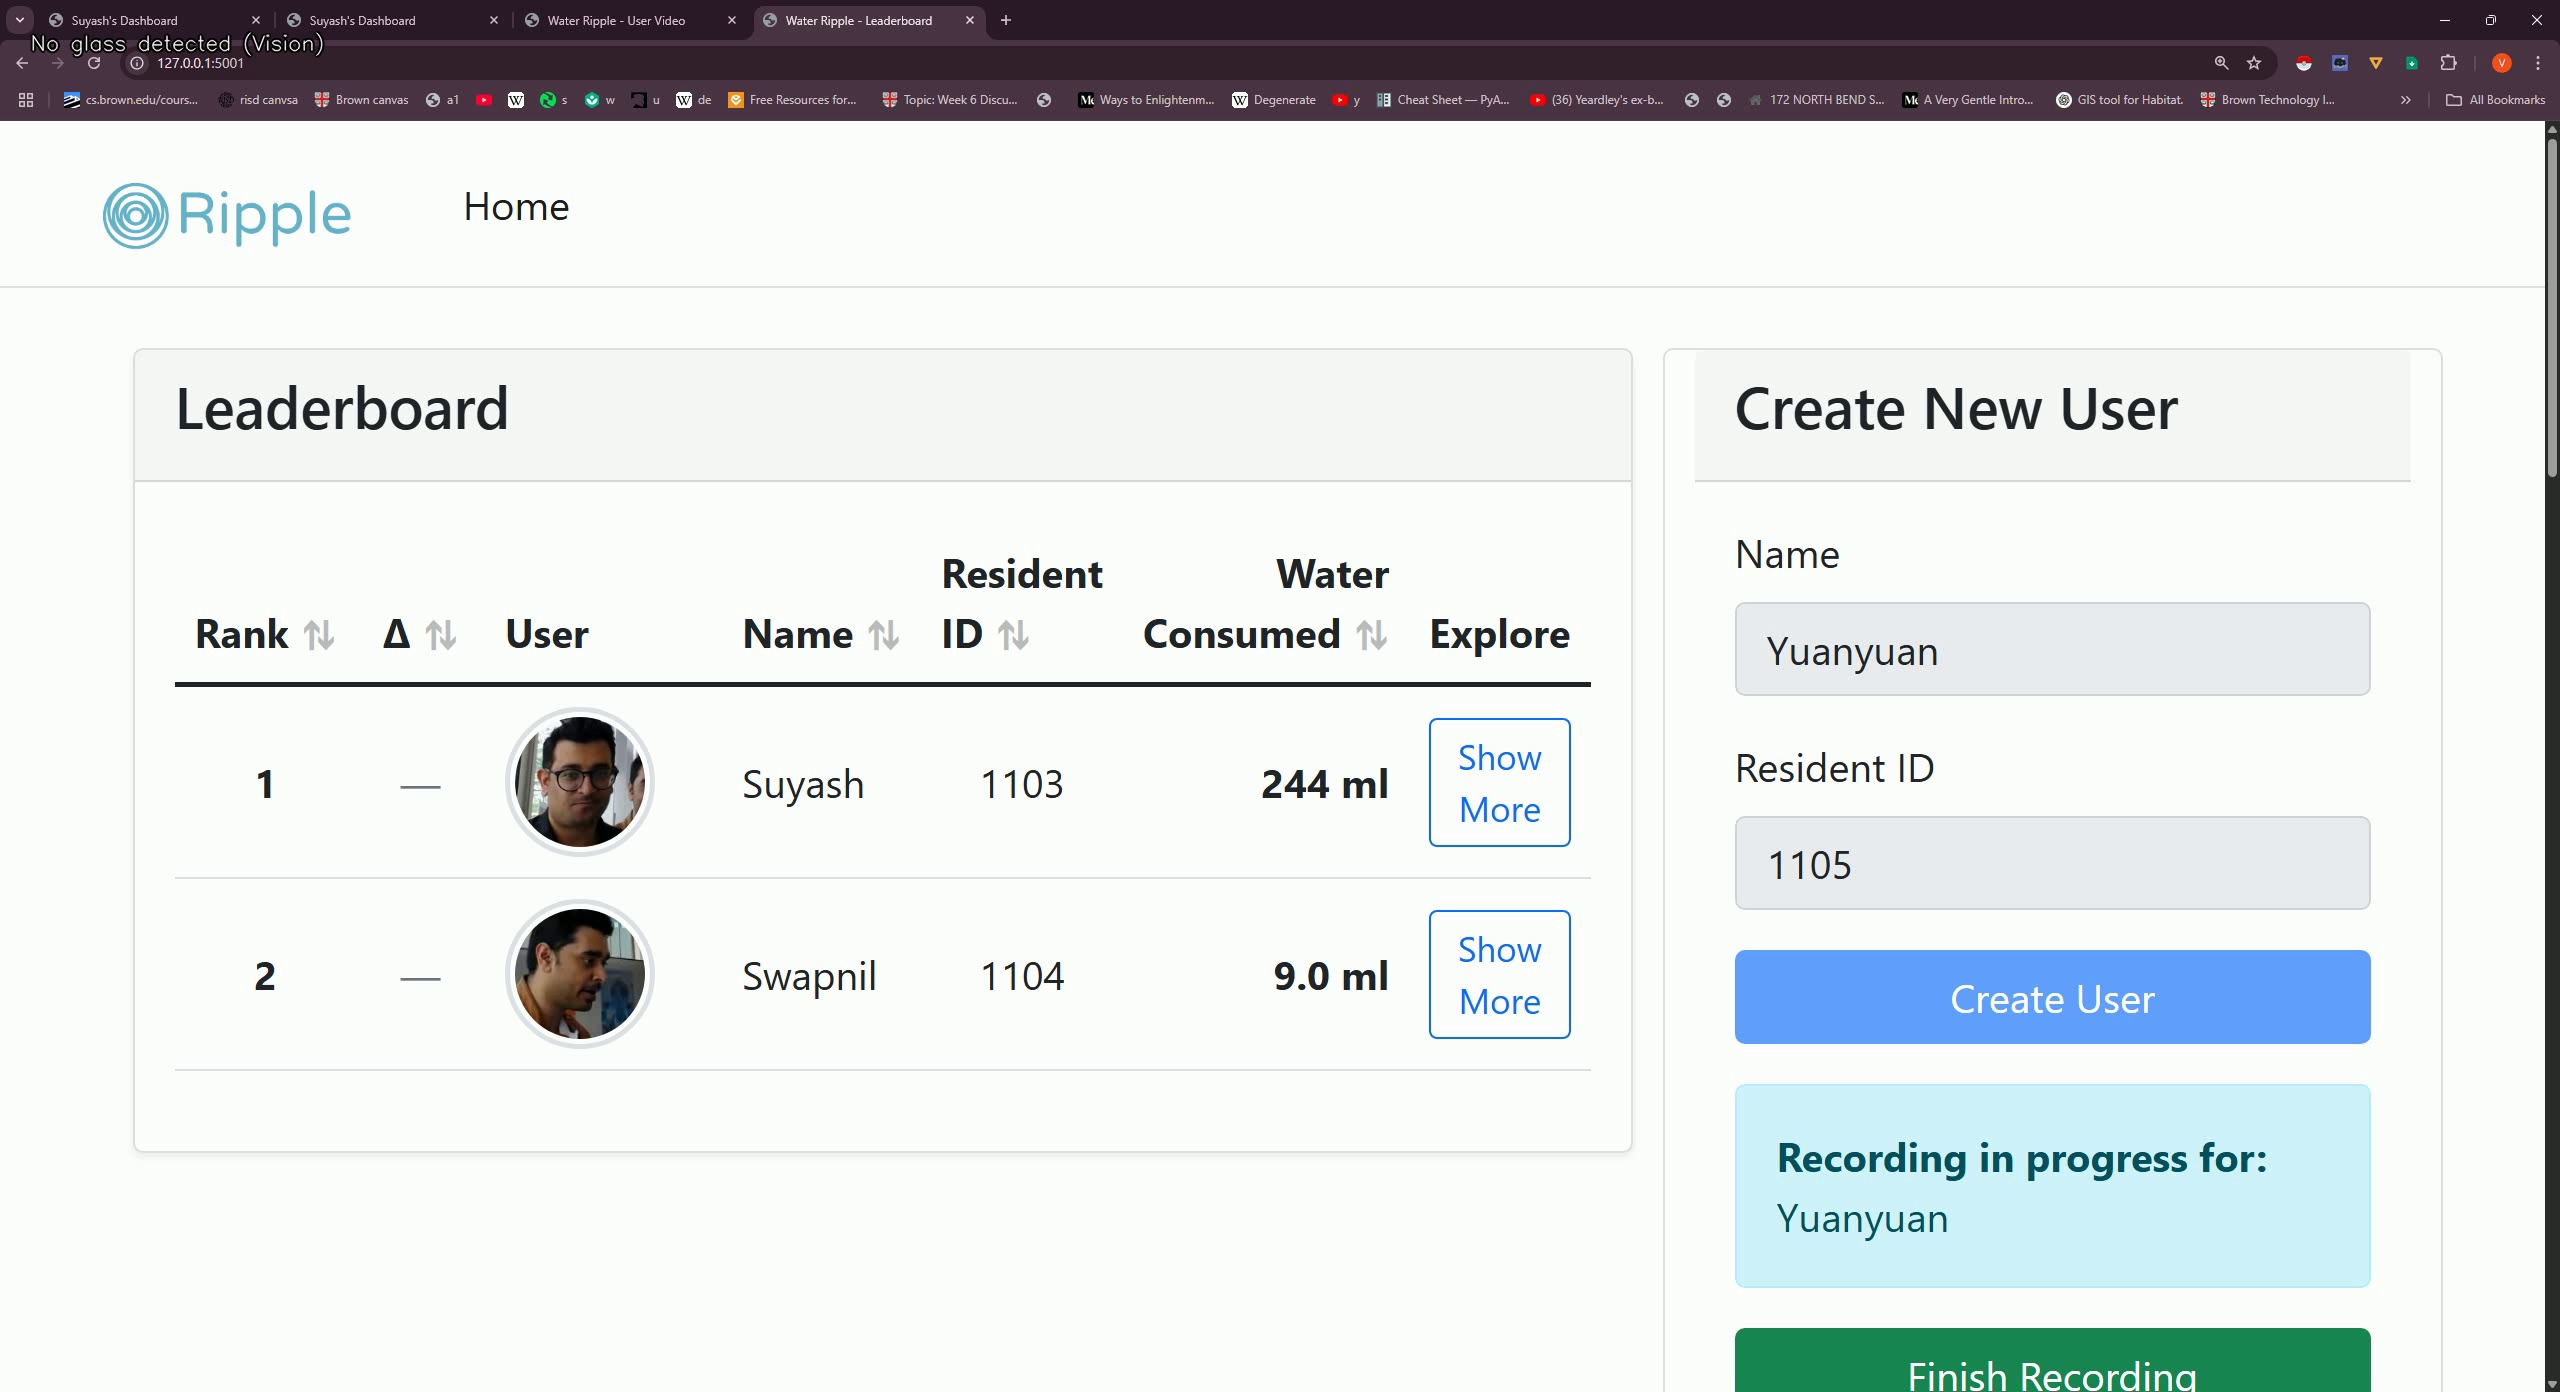 Suyash's Dashboard
Suyash's Dashboard
Water Ripple - User Video
Water Ripple - Leaderboard
No glass detected (Vision)
127.0.0.1:5001
cs.brown.edu/cours...
risd canvsa
Brown canvas
a1
W
s
w
u
W de
Free Resources for...
Topic: Week 6 Discu...
Ways to Enlightenm...
W Degenerate
y
Cheat Sheet — PyA...
(36) Yeardley's ex-b...
172 NORTH BEND S...
A Very Gentle Intro...
GIS tool for Habitat.
Brown Technology I...
All Bookmarks
V
Ripple
Home
Leaderboard
Rank Δ User Name Resident ID Water Consumed Explore
1 — Suyash 1103 244 ml Show More
2 — Swapnil 1104 9.0 ml Show More
Create New User
Name
Yuanyuan
Resident ID
1105
Create User
Recording in progress for:
Yuanyuan
Finish Recording